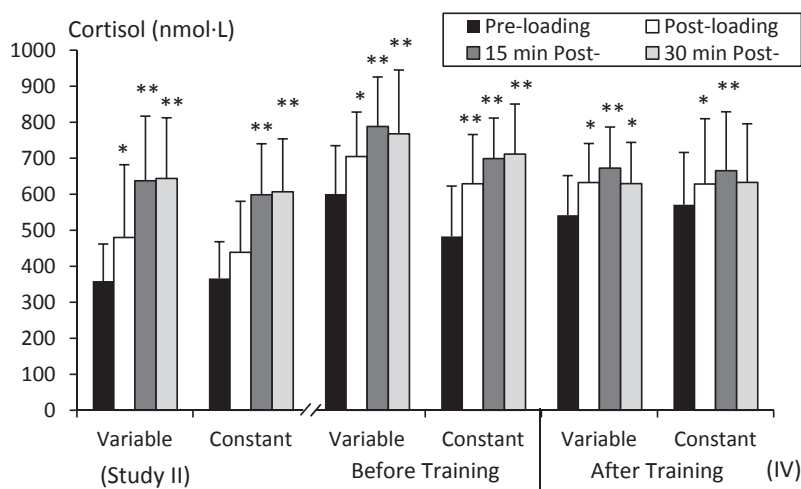 Cortisol (nmol·L)
Pre-loading Post-loading
15 min Post- 30 min Post-
1000
900
800
700
600
500
400
300
200
100
0
* ** **
** **
* ** **
** ** **
* ** *
* **
Variable Constant Variable Constant Variable Constant
(Study II) Before Training After Training (IV)